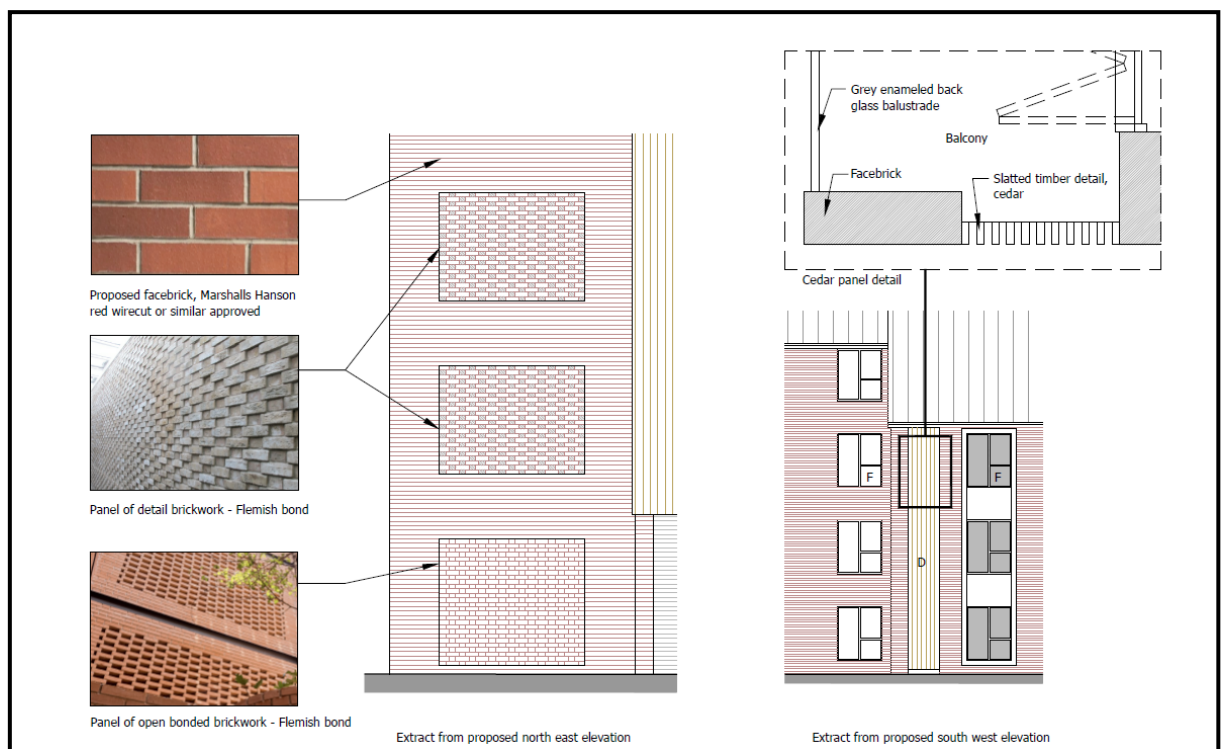 Proposed facebrick, Marshalls Hanson
red wirecut or similar approved
Panel of detail brickwork - Flemish bond
Panel of open bonded brickwork - Flemish bond
Extract from proposed north east elevation
Grey enameled back
glass balustrade
Balcony
Facebrick
Slatted timber detail,
cedar
Cedar panel detail
F
F
D
Extract from proposed south west elevation